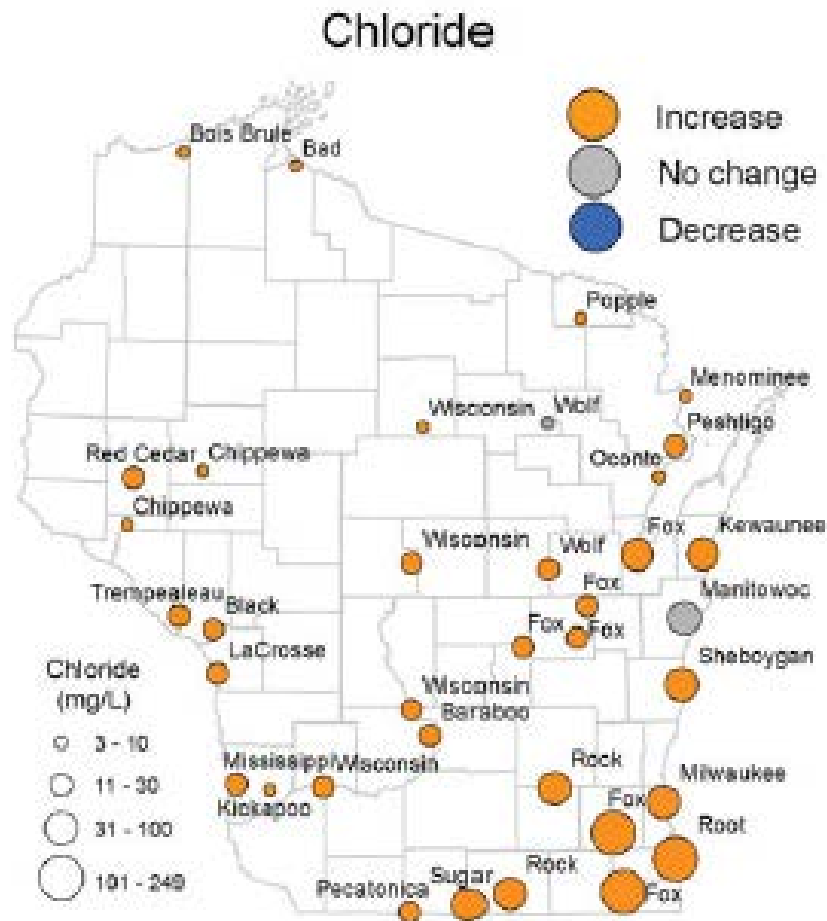 Chloride
Increase
No change
Decrease
Bois Brule
Bad
Popple
Menominee
Wisconsin
Wolf
Peshtigo
Red Cedar
Chippewa
Oconto
Chippewa
Fox
Kewaunee
Wisconsin
Wolf
Trempealeau
Black
Fox
Manitowoc
Fox
Fox
LaCrosse
Sheboygan
Chloride
(mg/L)
3 - 10
11 - 30
31 - 100
101 - 249
Wisconsin
Baraboo
Mississippi
Wisconsin
Kickapoo
Rock
Milwaukee
Fox
Root
Pecatonica
Sugar
Rock
Fox